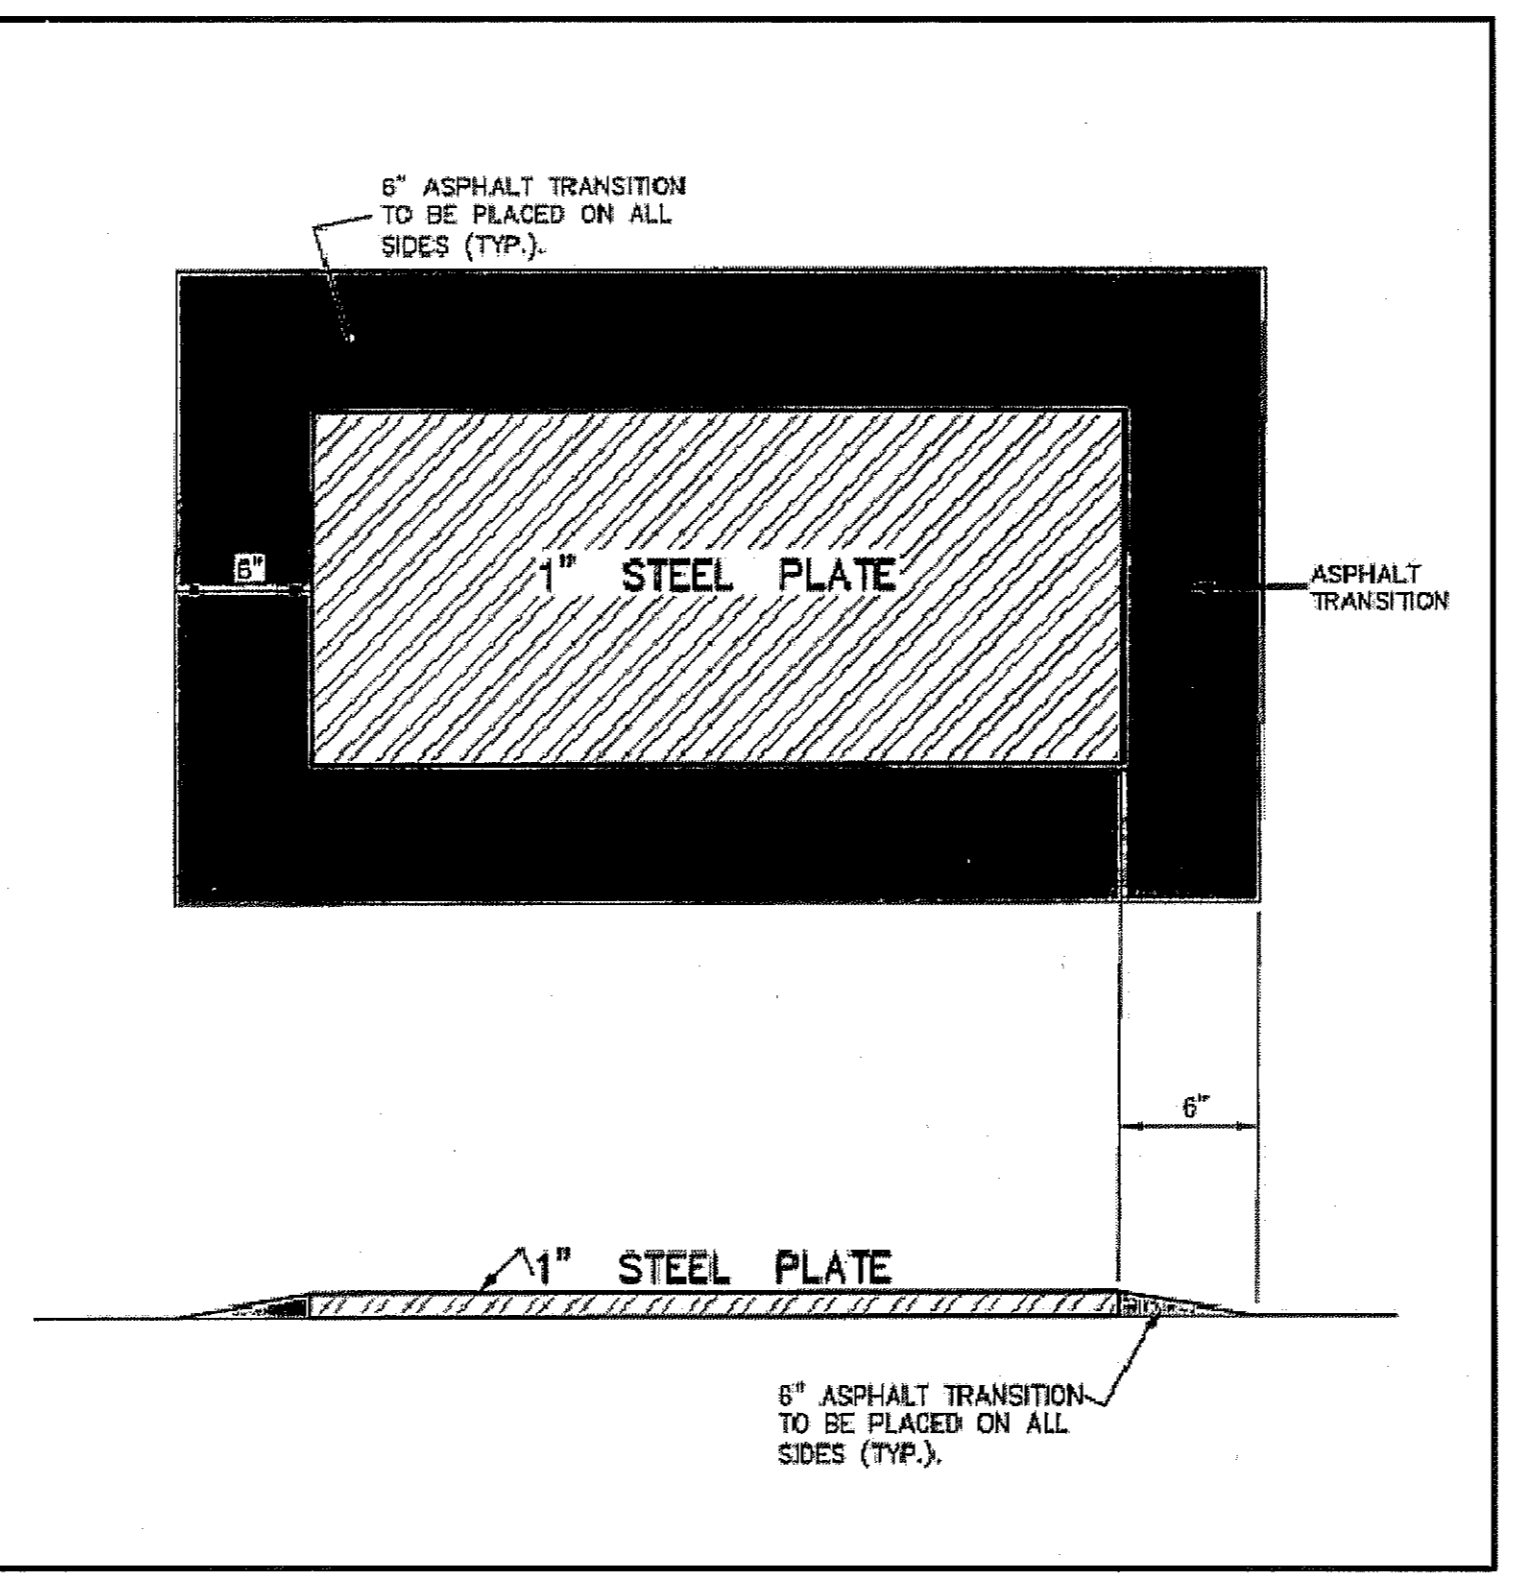 6" ASPHALT TRANSITION
TO BE PLACED ON ALL
SIDES (TYP.).
6"
1" STEEL PLATE
ASPHALT
TRANSITION
6"
1" STEEL PLATE
6" ASPHALT TRANSITION
TO BE PLACED ON ALL
SIDES (TYP.).